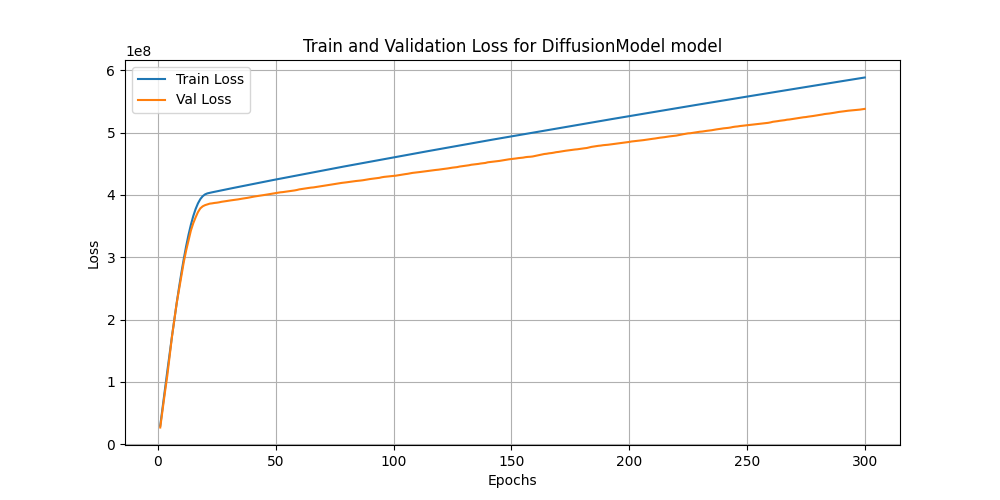 Train and Validation Loss for DiffusionModel model
1e8
Train Loss
Val Loss
6
5
4
3
2
1
0
Loss
0 50 100 150 200 250 300
Epochs